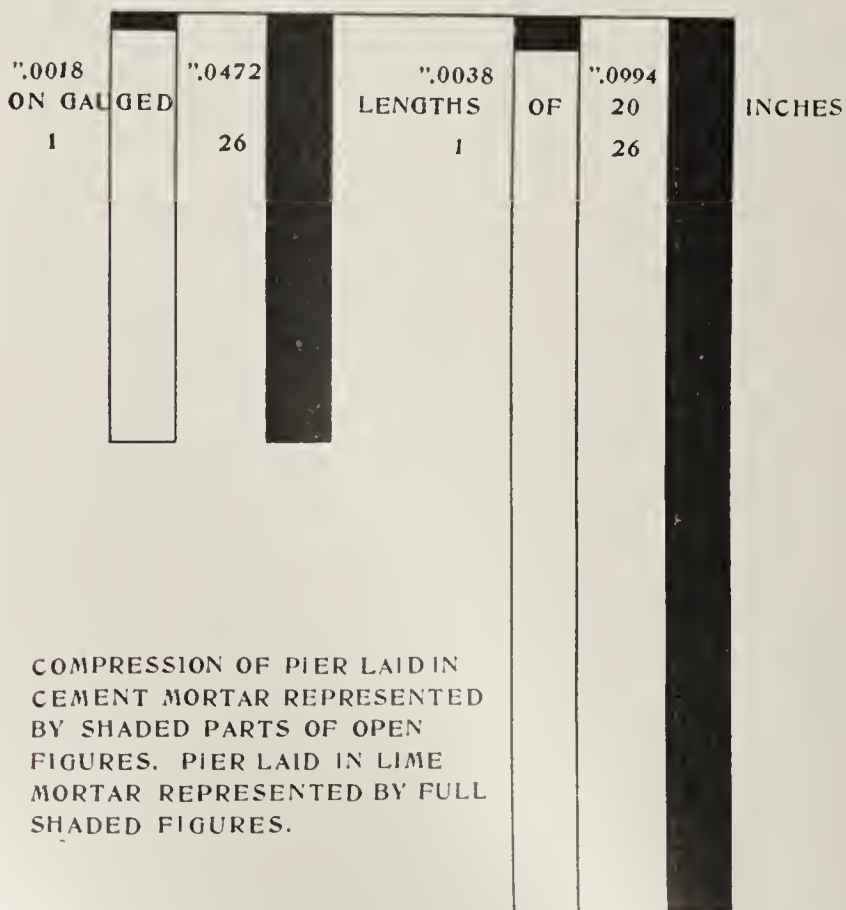 ".0018 ".0472 ".0038 ".0994
ON GAUGED LENGTHS OF 20 INCHES
1 26 1 26
COMPRESSION OF PIER LAID IN
CEMENT MORTAR REPRESENTED
BY SHADED PARTS OF OPEN
FIGURES. PIER LAID IN LIME
MORTAR REPRESENTED BY FULL
SHADED FIGURES.